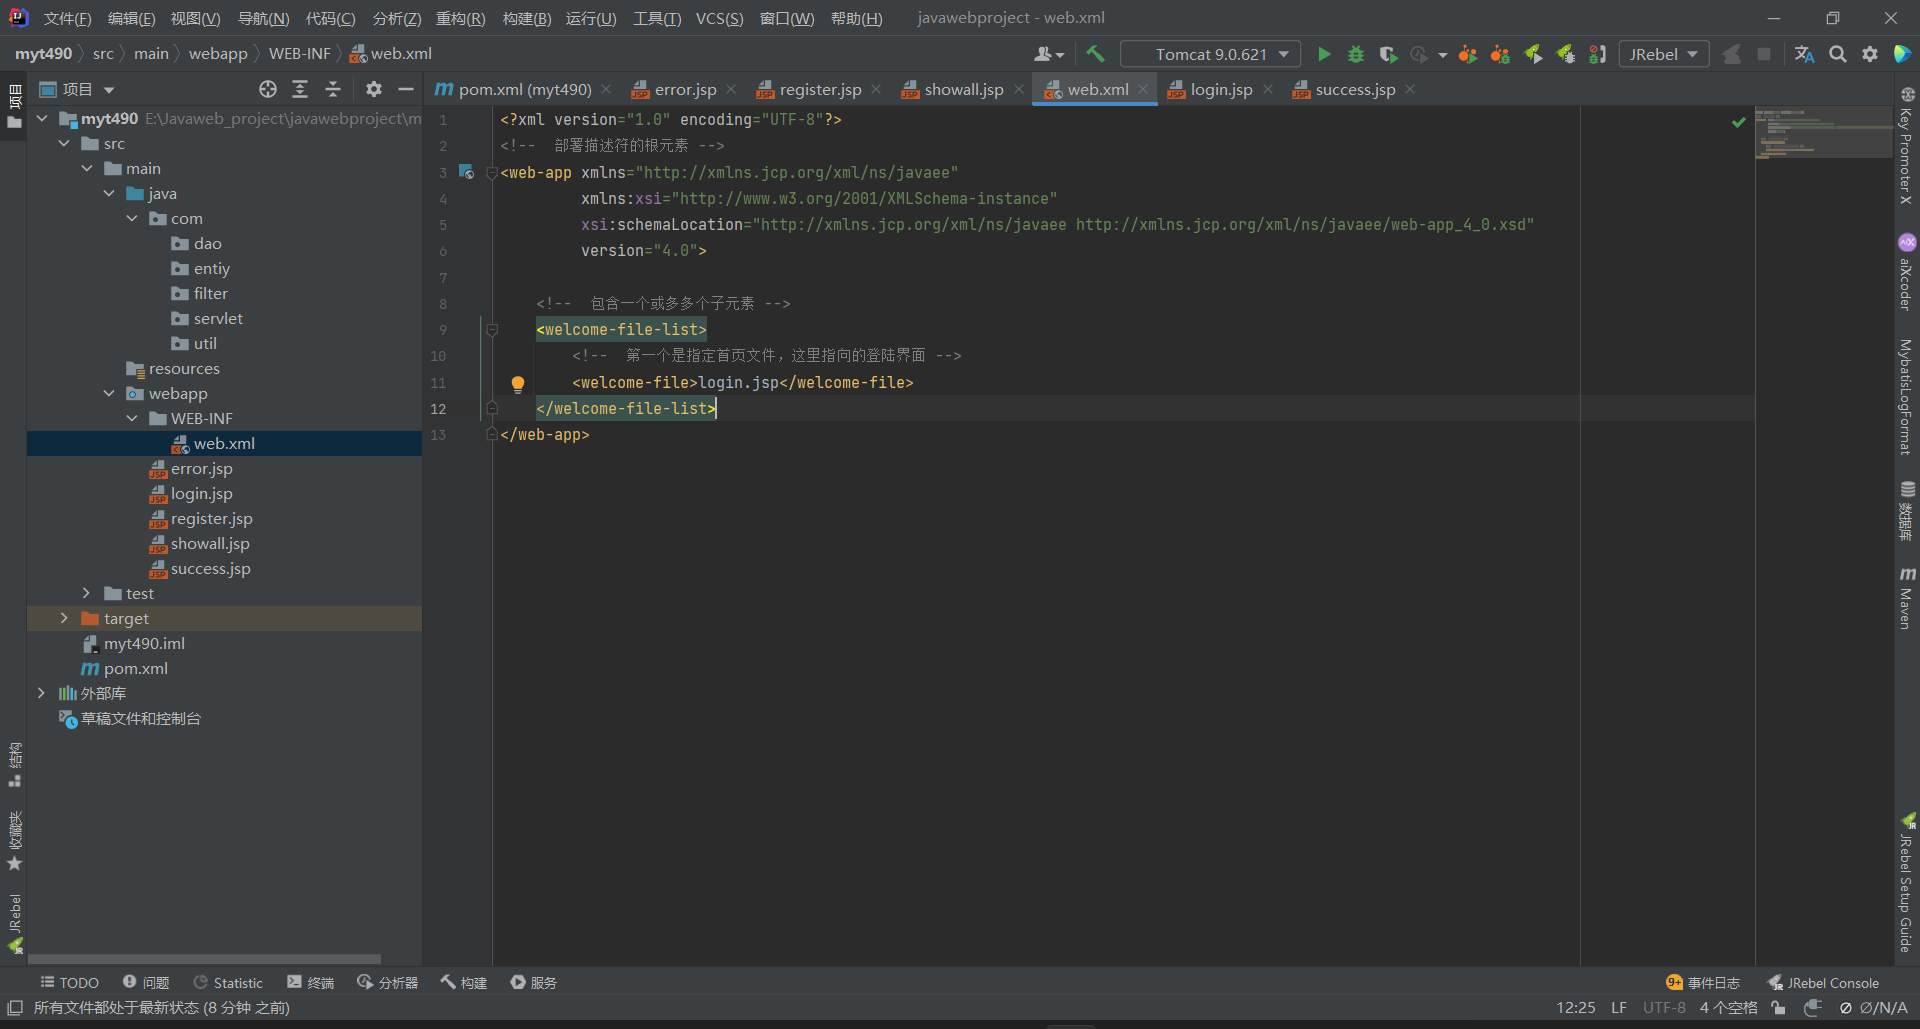 文件(F) 编辑(E) 视图(V) 导航(N) 代码(C) 分析(Z) 重构(R) 构建(B) 运行(U) 工具(T) VCS(S) 窗口(W) 帮助(H) javawebproject - web.xml
myt490 src main webapp WEB-INF web.xml Tomcat 9.0.621 JRebel
项目
项目
pom.xml (myt490) error.jsp register.jsp showall.jsp web.xml login.jsp success.jsp
myt490 E:\Javaweb_project\javawebproject\m
src
main
java
com
dao
entiy
filter
servlet
util
resources
webapp
WEB-INF
web.xml
error.jsp
login.jsp
register.jsp
showall.jsp
success.jsp
test
target
myt490.iml
pom.xml
外部库
草稿文件和控制台
结构
收藏夹
JRebel
1 <?xml version="1.0" encoding="UTF-8"?>
2 <!-- 部署描述符的根元素 -->
3 <web-app xmlns="http://xmlns.jcp.org/xml/ns/javaee"
4 xmlns:xsi="http://www.w3.org/2001/XMLSchema-instance"
5 xsi:schemaLocation="http://xmlns.jcp.org/xml/ns/javaee http://xmlns.jcp.org/xml/ns/javaee/web-app_4_0.xsd"
6 version="4.0">
7
8 <!-- 包含一个或多多个子元素 -->
9 <welcome-file-list>
10 <!-- 第一个是指定首页文件，这里指向的登陆界面 -->
11 <welcome-file>login.jsp</welcome-file>
12 </welcome-file-list>
13 </web-app>
Key Promoter X
aiXcoder
MybatisLogFormat
数据库
Maven
JRebel Setup Guide
TODO 问题 Statistic 终端 分析器 构建 服务 9+ 事件日志 JRebel Console
所有文件都处于最新状态 (8 分钟 之前) 12:25 LF UTF-8 4 个空格 Ø Ø/N/A